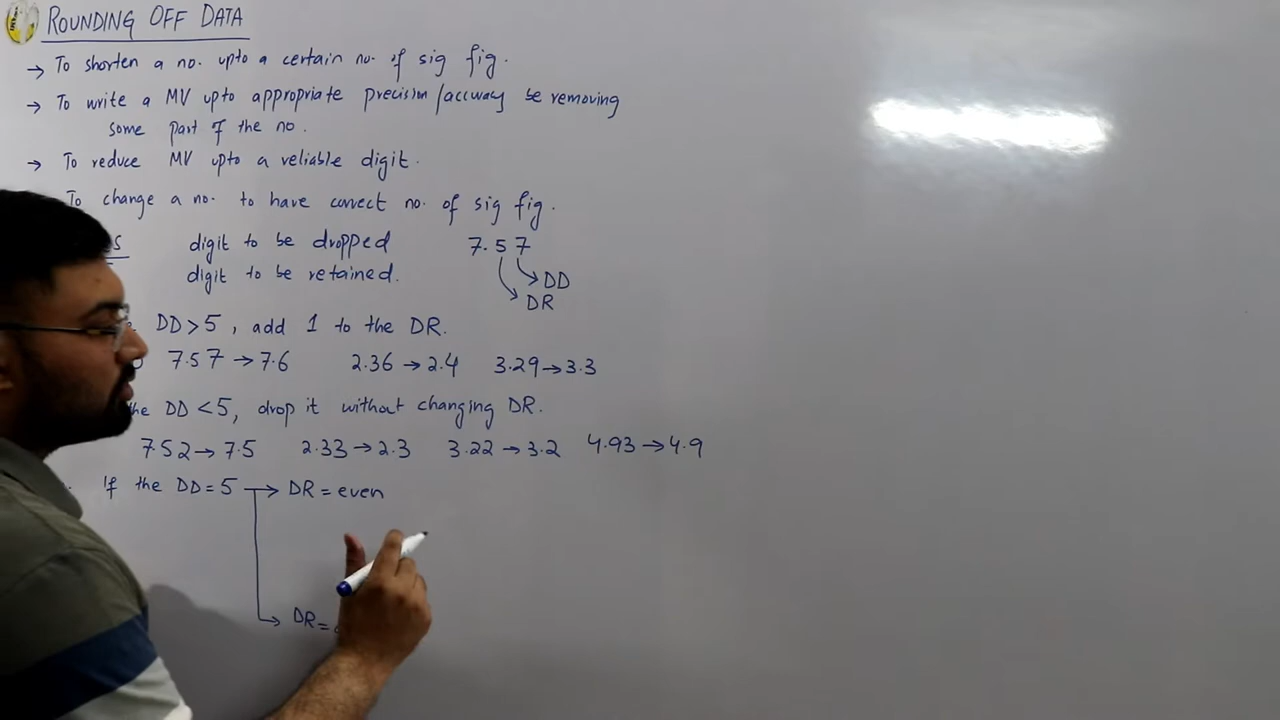 ROUNDING OFF DATA
→ To shorten a no. upto a certain no. of sig fig.
→ To write a MV upto appropriate precision/accuracy be removing
some part of the no.
→ To reduce MV upto a reliable digit.
To change a no. to have correct no. of sig fig.
digit to be dropped 7.57
digit to be retained. DD
DR
DD>5, add 1 to the DR.
7.57 → 7.6 2.36 → 2.4 3.29 → 3.3
the DD <5, drop it without changing DR.
7.52 → 7.5 2.33 → 2.3 3.22 → 3.2 4.93 → 4.9
If the DD = 5 → DR = even
→ DR =